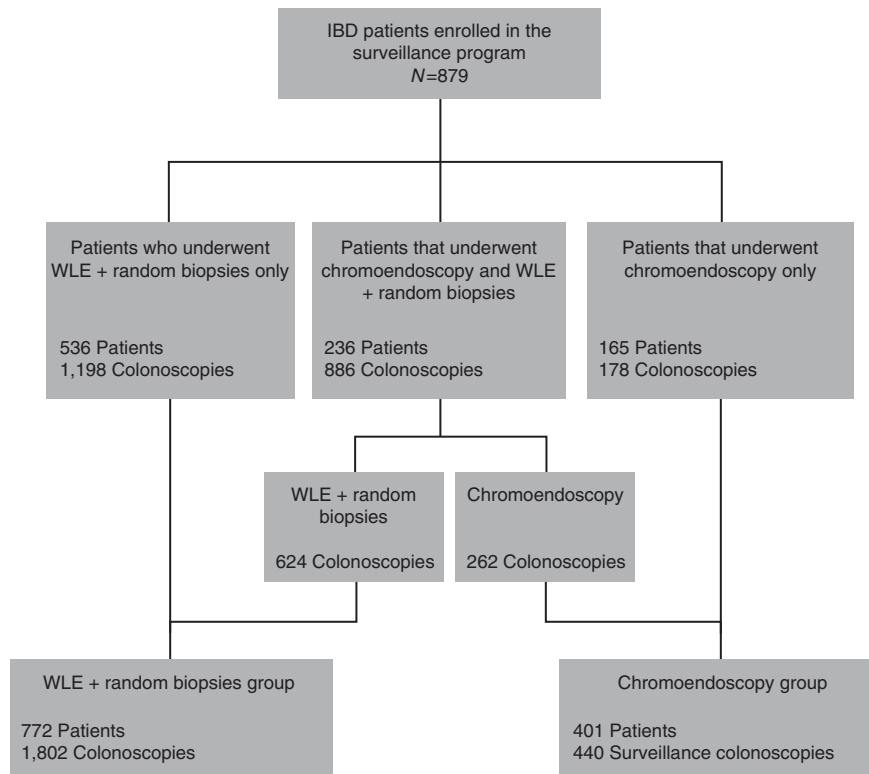 IBD patients enrolled in the
surveillance program
N=879
Patients who underwent
WLE + random biopsies only
536 Patients
1,198 Colonoscopies
Patients that underwent
chromoendoscopy and WLE
+ random biopsies
236 Patients
886 Colonoscopies
Patients that underwent
chromoendoscopy only
165 Patients
178 Colonoscopies
WLE + random
biopsies
624 Colonoscopies
Chromoendoscopy
262 Colonoscopies
WLE + random biopsies group
772 Patients
1,802 Colonoscopies
Chromoendoscopy group
401 Patients
440 Surveillance colonoscopies